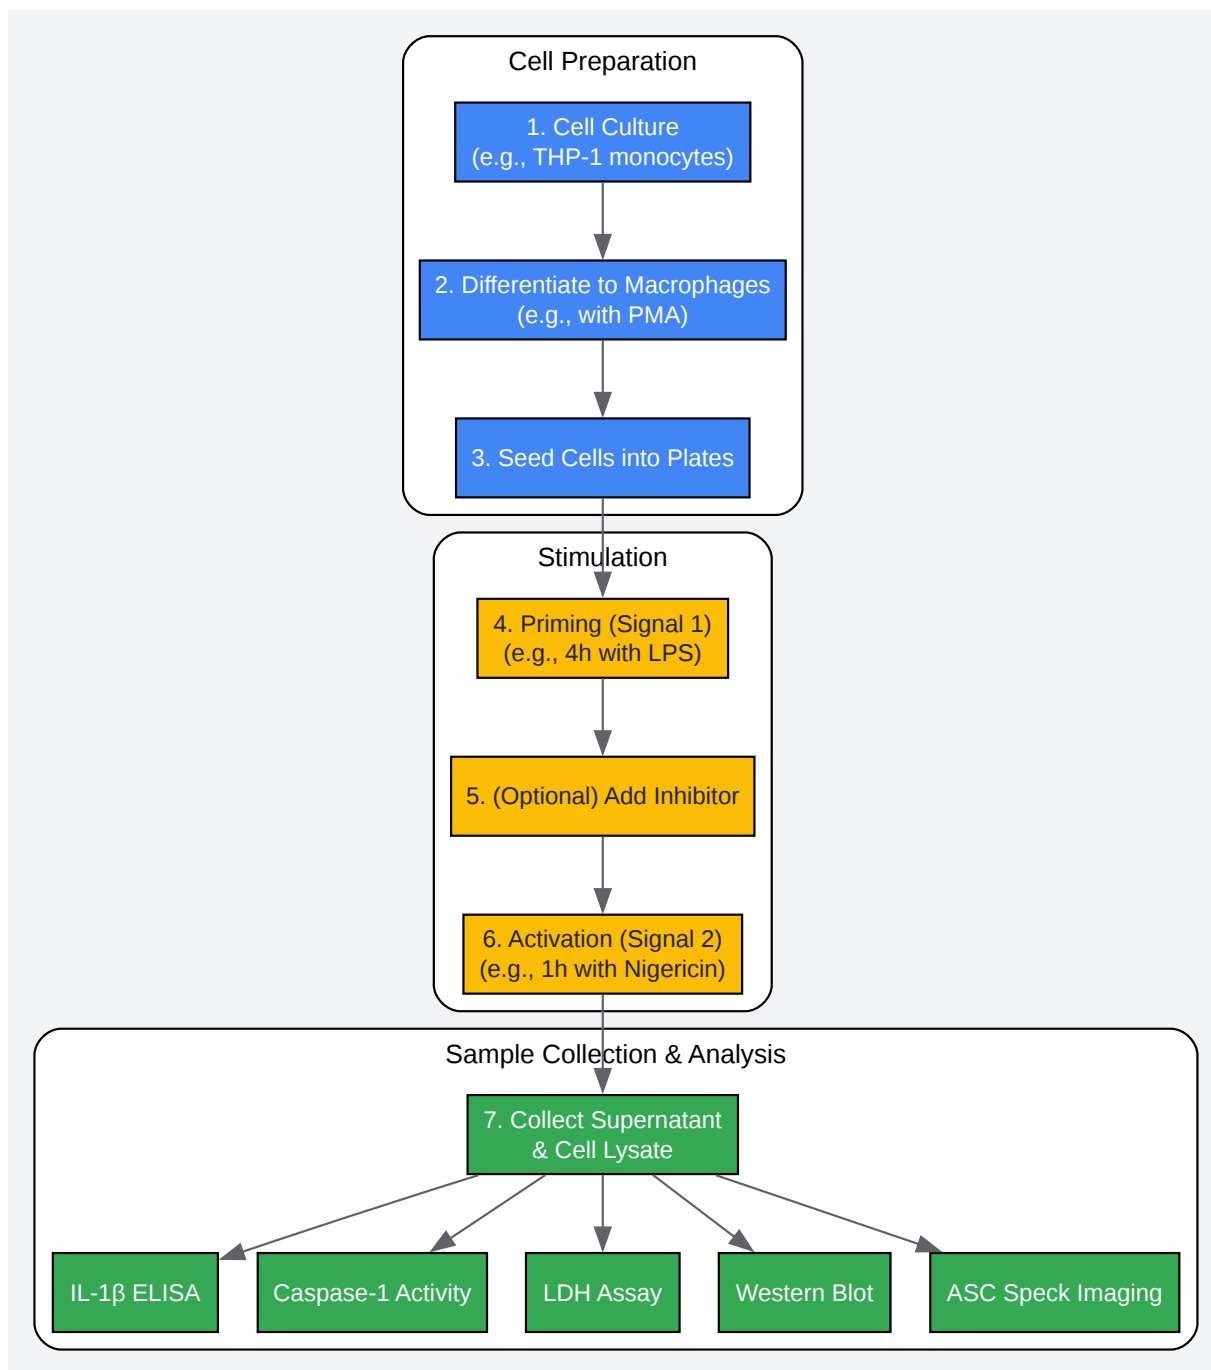 Cell Preparation
1. Cell Culture
(e.g., THP-1 monocytes)
2. Differentiate to Macrophages
(e.g., with PMA)
3. Seed Cells into Plates
Stimulation
4. Priming (Signal 1)
(e.g., 4h with LPS)
5. (Optional) Add Inhibitor
6. Activation (Signal 2)
(e.g., 1h with Nigericin)
Sample Collection & Analysis
7. Collect Supernatant
& Cell Lysate
IL-1β ELISA
Caspase-1 Activity
LDH Assay
Western Blot
ASC Speck Imaging